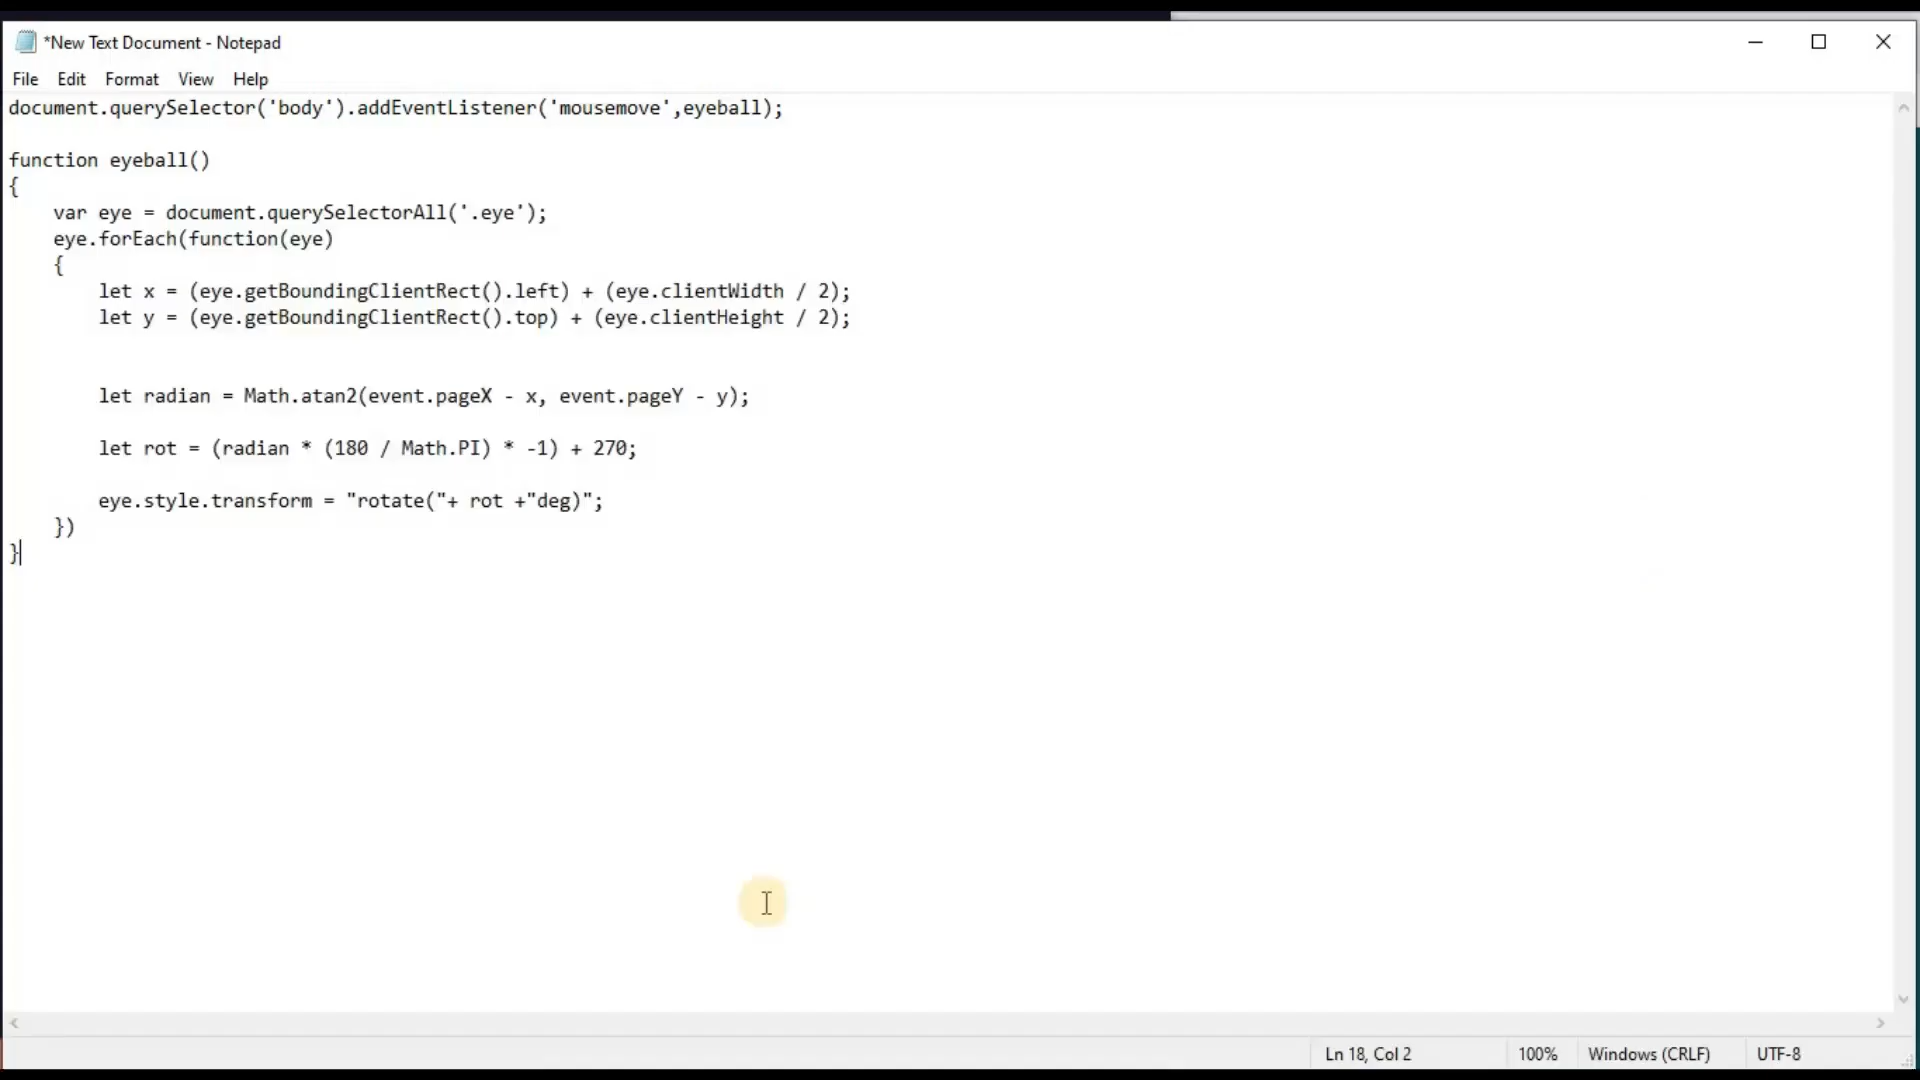 *New Text Document - Notepad
File Edit Format View Help
document.querySelector('body').addEventListener('mousemove',eyeball);
function eyeball()
{
    var eye = document.querySelectorAll('.eye');
    eye.forEach(function(eye)
    {
        let x = (eye.getBoundingClientRect().left) + (eye.clientWidth / 2);
        let y = (eye.getBoundingClientRect().top) + (eye.clientHeight / 2);
        let radian = Math.atan2(event.pageX - x, event.pageY - y);
        let rot = (radian * (180 / Math.PI) * -1) + 270;
        eye.style.transform = "rotate("+ rot +"deg)";
    })
}
Ln 18, Col 2 100% Windows (CRLF) UTF-8